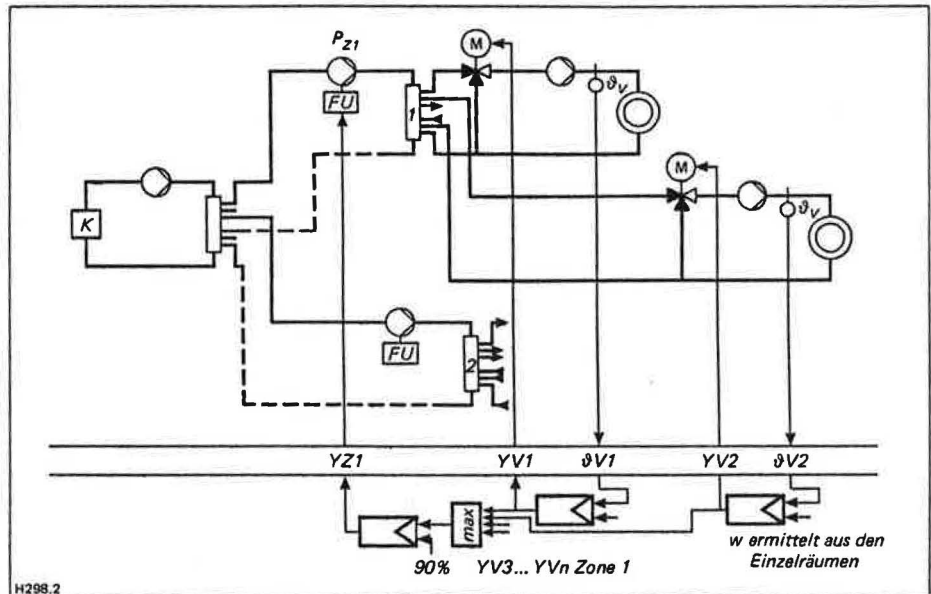 P Z1
M
FU
1
ϑV
M
ϑV
K
FU
2
YZ1 YV1 ϑV1 YV2 ϑV2
max
90% YV3... YVn Zone 1
w ermittelt aus den
Einzelräumen
H298.2